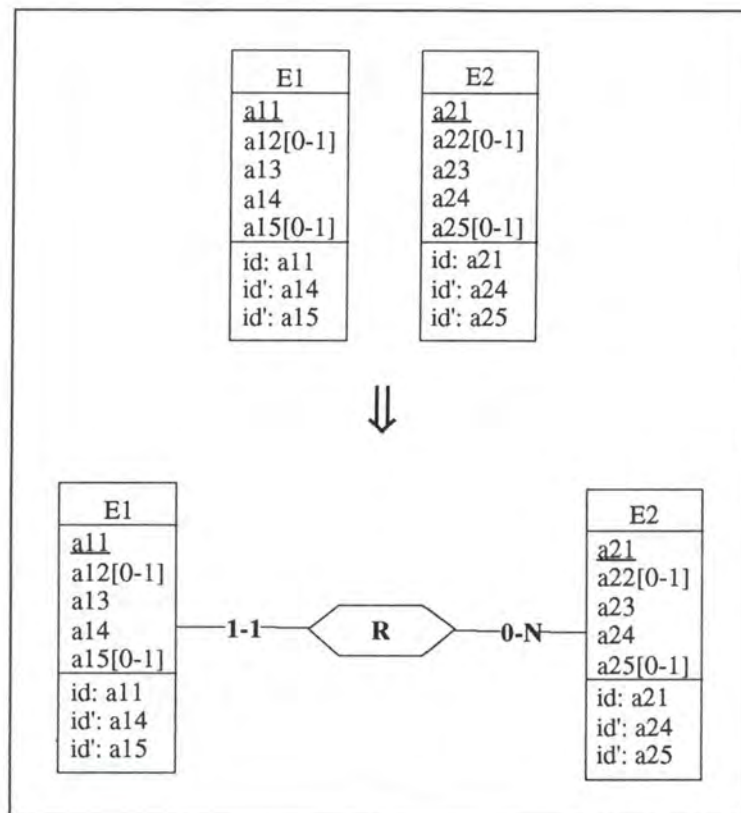 E1
a11
a12[0-1]
a13
a14
a15[0-1]
id: a11
id': a14
id': a15
E2
a21
a22[0-1]
a23
a24
a25[0-1]
id: a21
id': a24
id': a25
E1
a11
a12[0-1]
a13
a14
a15[0-1]
id: a11
id': a14
id': a15
1-1
R
0-N
E2
a21
a22[0-1]
a23
a24
a25[0-1]
id: a21
id': a24
id': a25